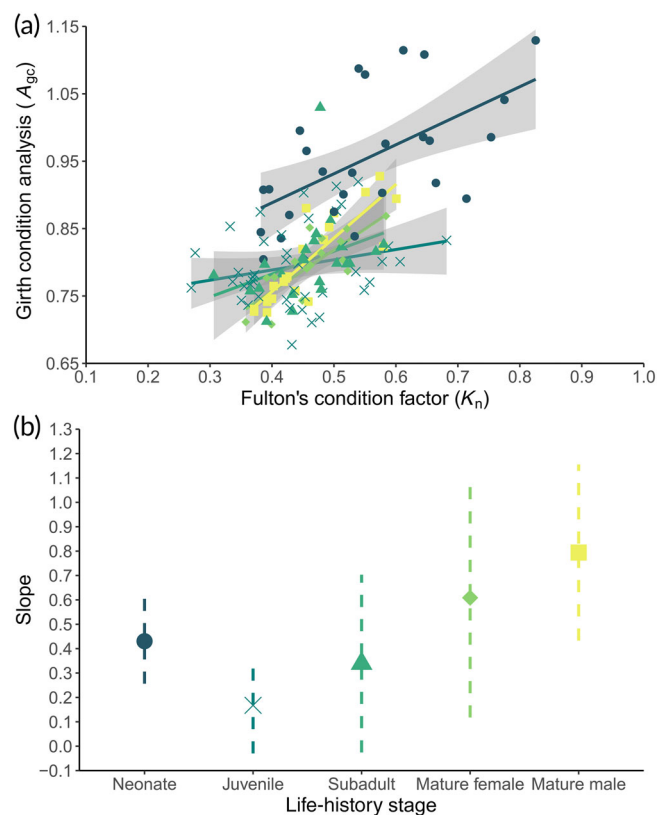 (a)
Girth condition analysis (Agc)
1.15
1.05
0.95
0.85
0.75
0.65
0.1 0.2 0.3 0.4 0.5 0.6 0.7 0.8 0.9 1.0
Fulton's condition factor (Kn)
(b)
Slope
1.3
1.2
1.1
1.0
0.9
0.8
0.7
0.6
0.5
0.4
0.3
0.2
0.1
0.0
−0.1
Neonate Juvenile Subadult Mature female Mature male
Life-history stage